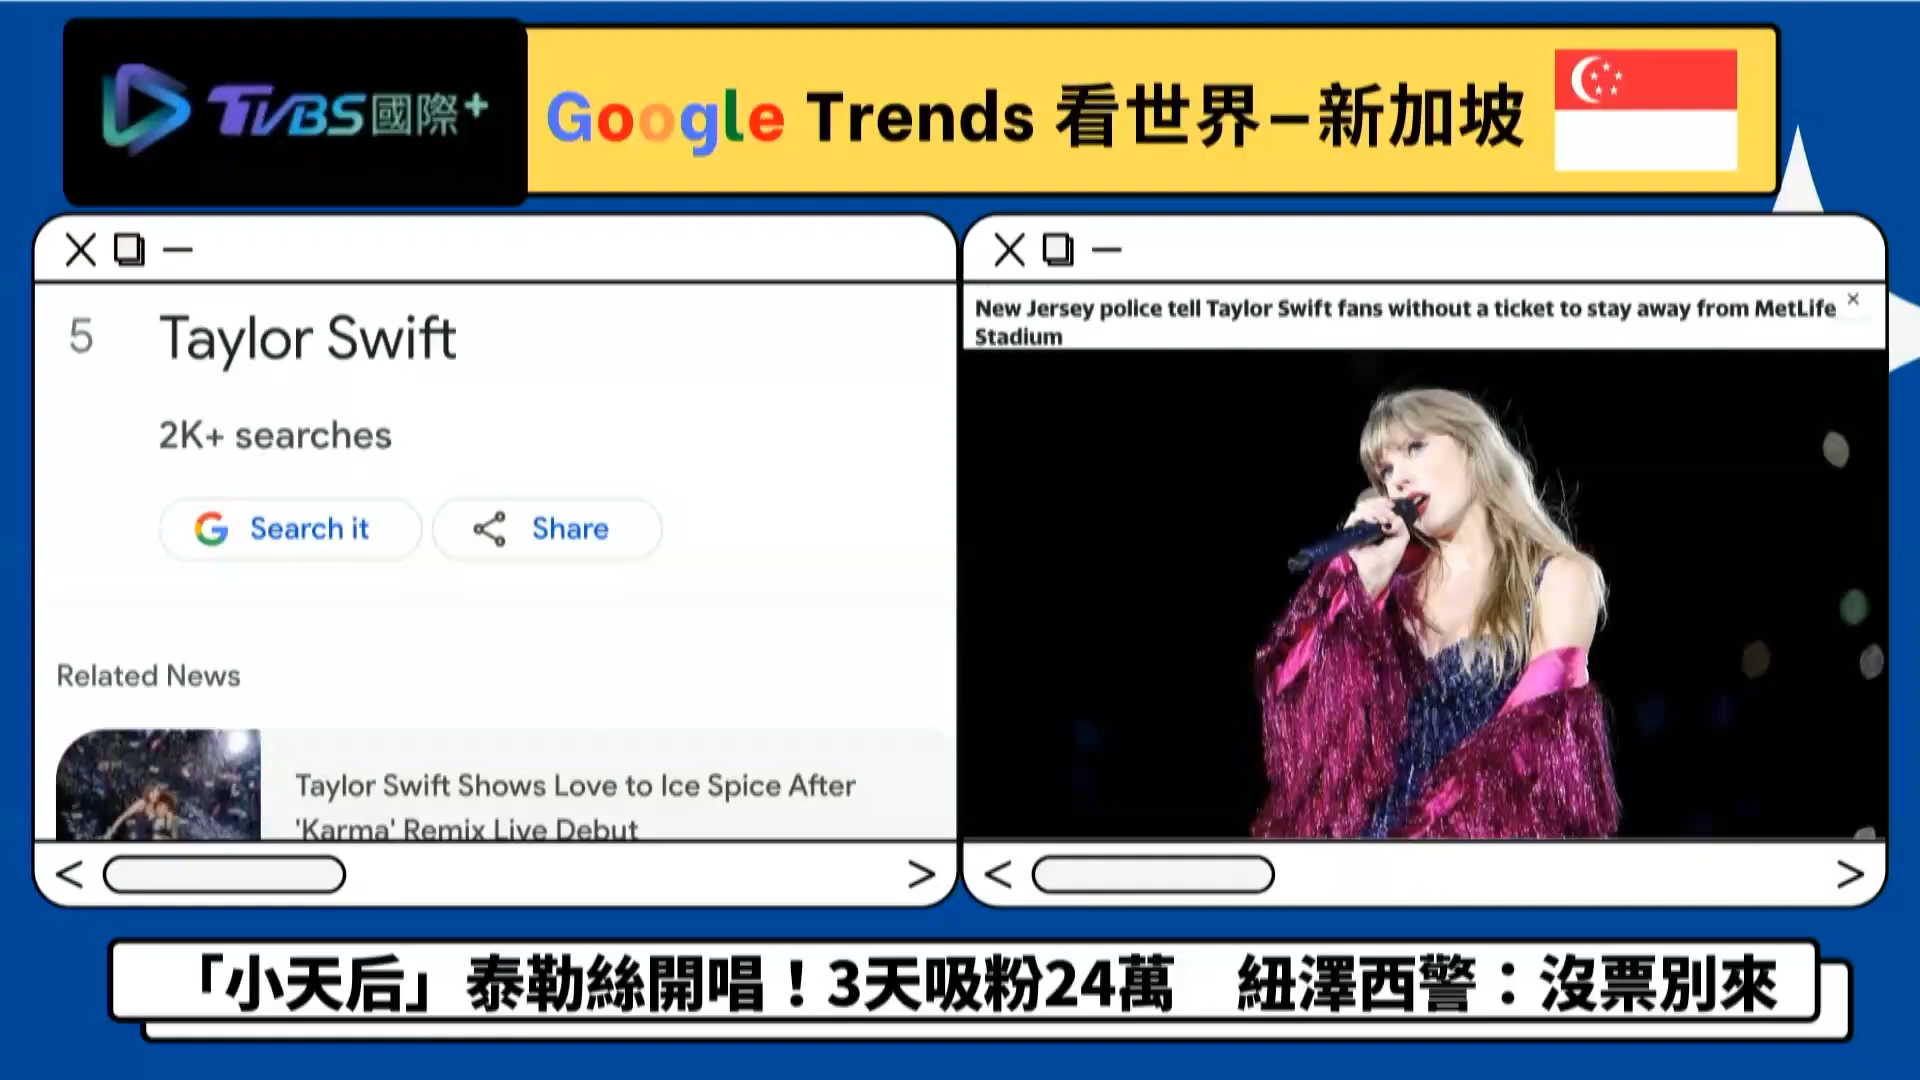 TVBS國際+
Google Trends 看世界–新加坡
5
Taylor Swift
2K+ searches
Search it
Share
Related News
Taylor Swift Shows Love to Ice Spice After
'Karma' Remix Live Debut
New Jersey police tell Taylor Swift fans without a ticket to stay away from MetLife
Stadium
「小天后」泰勒絲開唱！3天吸粉24萬 紐澤西警：沒票別來